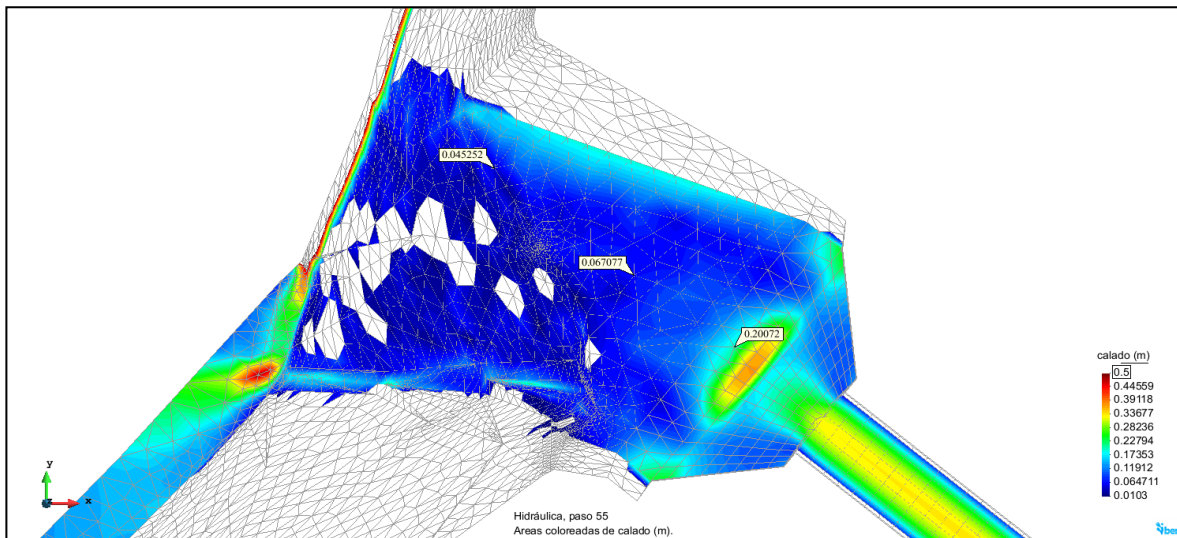 0.045252
0.067077
0.20072
calado (m)
0.5
0.44559
0.39118
0.33677
0.28236
0.22794
0.17353
0.11912
0.064711
0.0103
y
x
Hidráulica, paso 55
Areas coloreadas de calado (m).